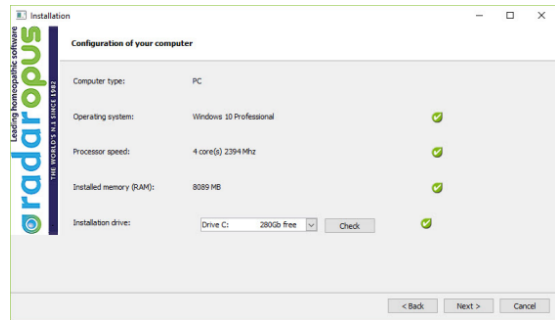 Installation
Configuration of your computer
Leading homeopathic software
radaropus
THE WORLD'S N.1 SINCE 1982
Computer type: PC
Operating system: Windows 10 Professional
Processor speed: 4 core(s) 2394 Mhz
Installed memory (RAM): 8089 MB
Installation drive: Drive C: 280Gb free Check
< Back Next > Cancel